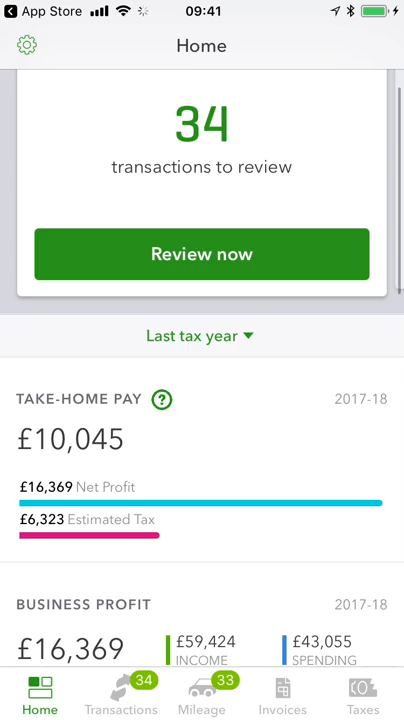 App Store 09:41
Home
34
transactions to review
Review now
Last tax year
TAKE-HOME PAY ? 2017-18
£10,045
£16,369 Net Profit
£6,323 Estimated Tax
BUSINESS PROFIT 2017-18
£16,369 £59,424 £43,055
INCOME SPENDING
34 33
Home Transactions Mileage Invoices Taxes